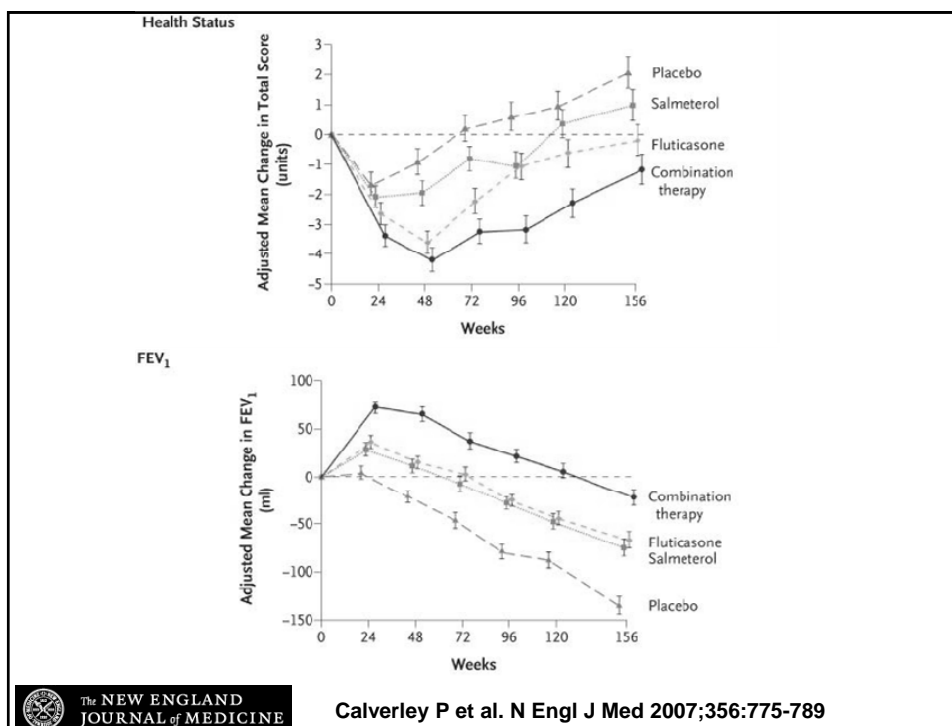 Health Status
3
2
1
0
−1
−2
−3
−4
−5
Adjusted Mean Change in Total Score
(units)
Placebo
Salmeterol
Fluticasone
Combination
therapy
0 24 48 72 96 120 156
Weeks
FEV1
100
50
0
−50
−100
−150
Adjusted Mean Change in FEV1
(ml)
Combination
therapy
Fluticasone
Salmeterol
Placebo
0 24 48 72 96 120 156
Weeks
The NEW ENGLAND
JOURNAL of MEDICINE
Calverley P et al. N Engl J Med 2007;356:775-789